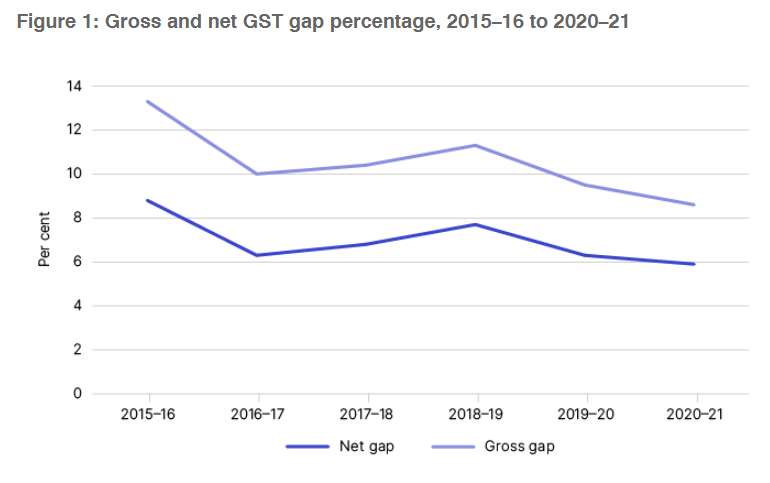 Figure 1: Gross and net GST gap percentage, 2015–16 to 2020–21
14
12
10
8
6
4
2
0
Per cent
2015–16 2016–17 2017–18 2018–19 2019–20 2020–21
Net gap Gross gap